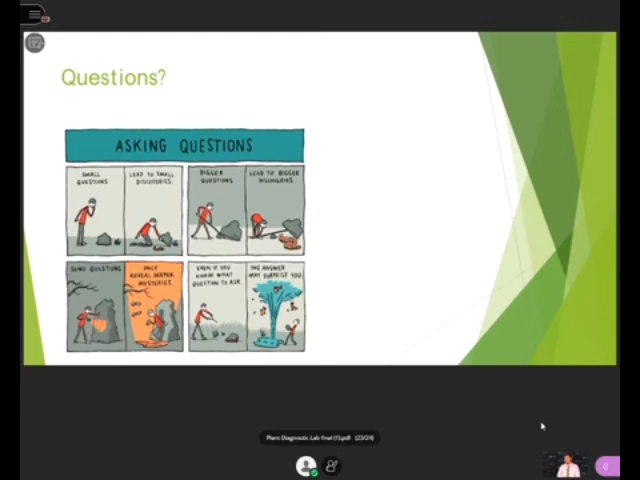 Questions?
ASKING QUESTIONS
SMALL
QUESTIONS
LEAD TO SMALL
DISCOVERIES.
BIGGER
QUESTIONS
LEAD TO BIGGER
DISCOVERIES.
SOME QUESTIONS
ONLY
REVEAL DEEPER
MYSTERIES
EVEN IF YOU
KNOW WHAT
QUESTION TO ASK
THE ANSWER
MAY SURPRISE YOU
Plant Diagnostic Lab final (1).pdf (23/24)